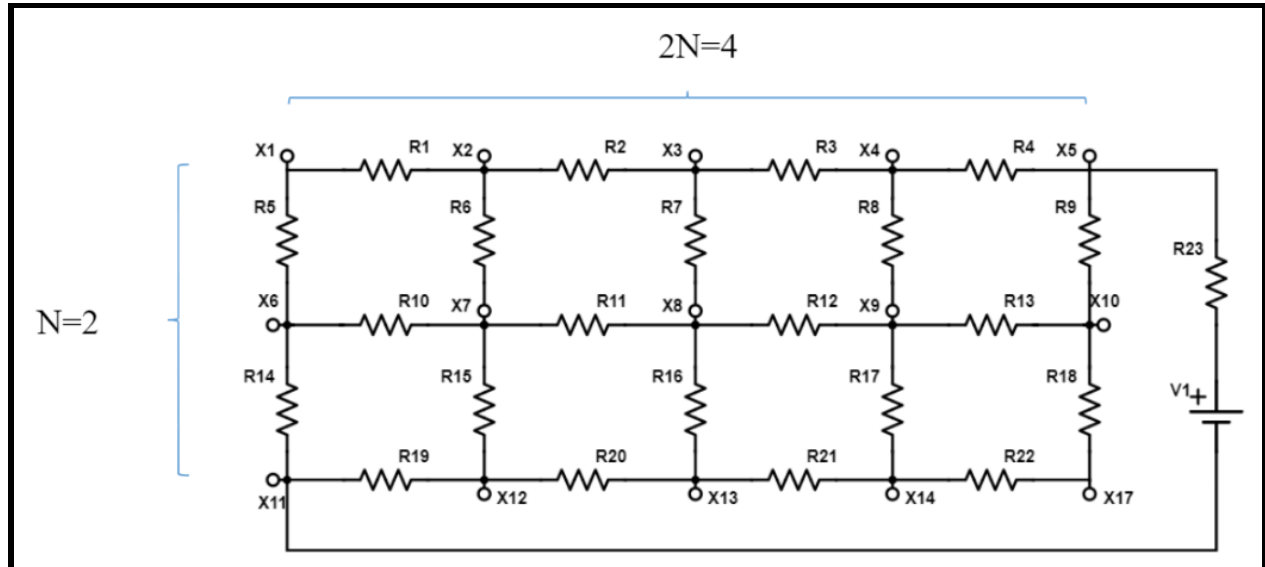 2N=4
X1 R1 X2 R2 X3 R3 X4 R4 X5
R5 R6 R7 R8 R9
R23
X6 R10 X7 R11 X8 R12 X9 R13 X10
N=2
R14 R15 R16 R17 R18
V1+
R19 R20 R21 R22
X11 X12 X13 X14 X17